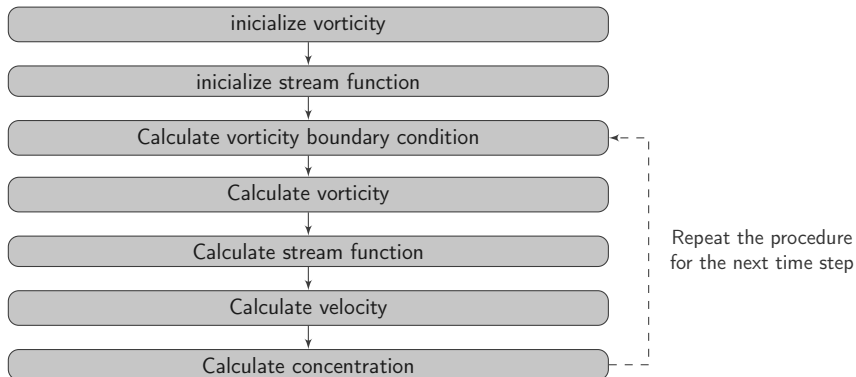 inicialize vorticity
inicialize stream function
Calculate vorticity boundary condition
Calculate vorticity
Calculate stream function
Calculate velocity
Calculate concentration
Repeat the procedure
for the next time step